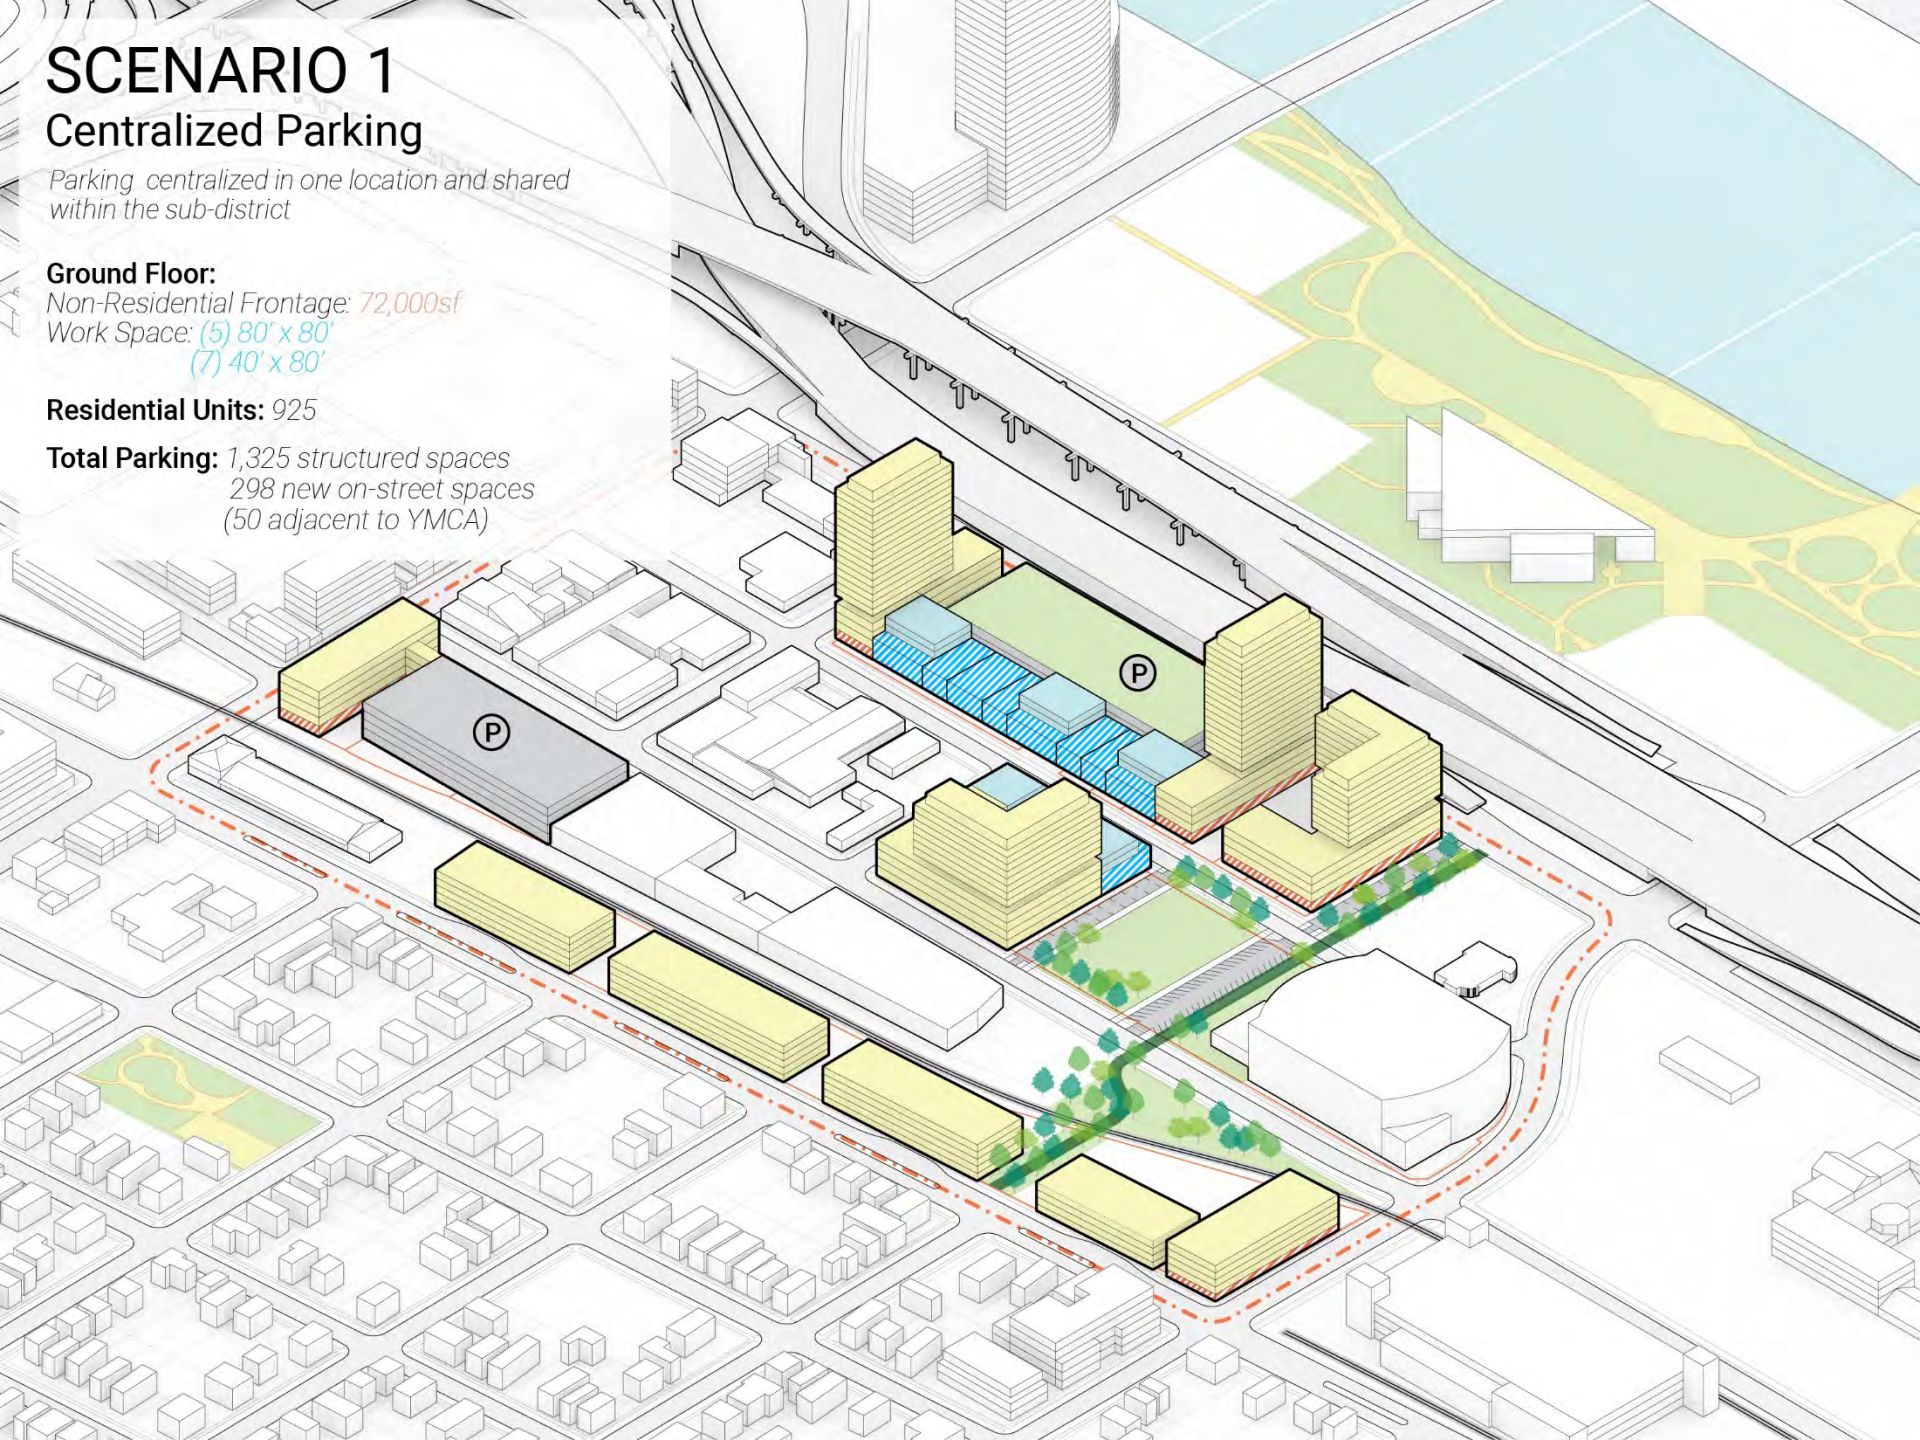 SCENARIO 1
Centralized Parking
Parking centralized in one location and shared
within the sub-district
Ground Floor:
Non-Residential Frontage: 72,000sf
Work Space: (5) 80' x 80'
(7) 40' x 80'
Residential Units: 925
Total Parking: 1,325 structured spaces
298 new on-street spaces
(50 adjacent to YMCA)
P
P